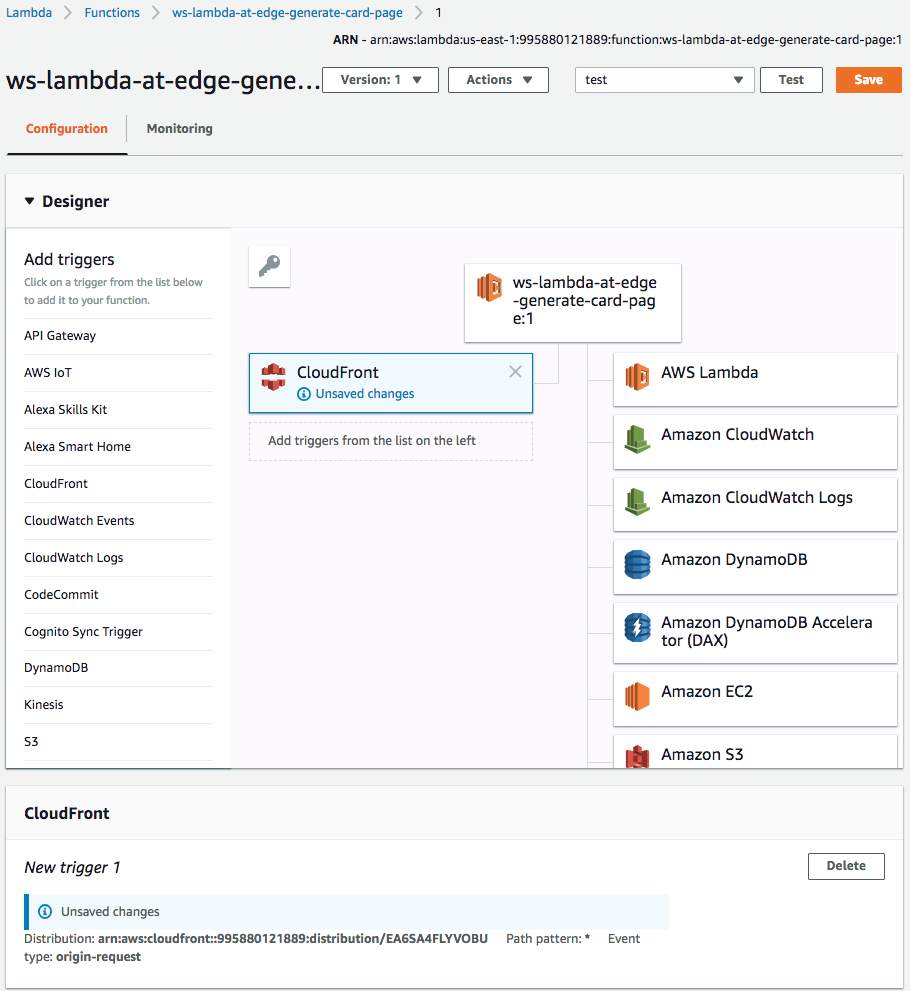 Lambda Functions ws-lambda-at-edge-generate-card-page 1
ARN - arn:aws:lambda:us-east-1:995880121889:function:ws-lambda-at-edge-generate-card-page:1
ws-lambda-at-edge-gene... Version: 1 Actions test Test Save
Configuration Monitoring
Designer
Add triggers
Click on a trigger from the list below
to add it to your function.
API Gateway
AWS IoT
Alexa Skills Kit
Alexa Smart Home
CloudFront
CloudWatch Events
CloudWatch Logs
CodeCommit
Cognito Sync Trigger
DynamoDB
Kinesis
S3
ws-lambda-at-edge
-generate-card-pag
e:1
CloudFront
Unsaved changes
Add triggers from the list on the left
AWS Lambda
Amazon CloudWatch
Amazon CloudWatch Logs
Amazon DynamoDB
Amazon DynamoDB Accelera
tor (DAX)
Amazon EC2
Amazon S3
CloudFront
New trigger 1
Delete
Unsaved changes
Distribution: arn:aws:cloudfront::995880121889:distribution/EA6SA4FLYVOBU Path pattern: * Event
type: origin-request